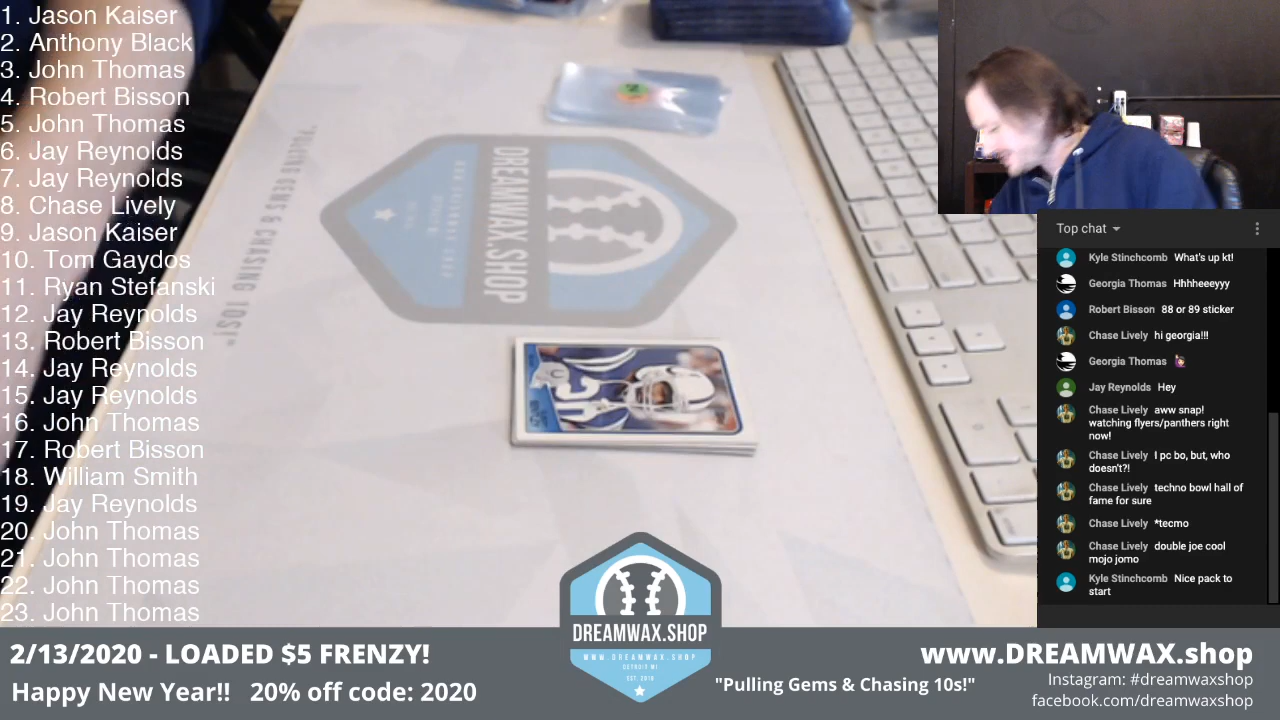 1. Jason Kaiser
2. Anthony Black
3. John Thomas
4. Robert Bisson
5. John Thomas
6. Jay Reynolds
7. Jay Reynolds
8. Chase Lively
9. Jason Kaiser
10. Tom Gaydos
11. Ryan Stefanski
12. Jay Reynolds
13. Robert Bisson
14. Jay Reynolds
15. Jay Reynolds
16. John Thomas
17. Robert Bisson
18. William Smith
19. Jay Reynolds
20. John Thomas
21. John Thomas
22. John Thomas
23. John Thomas
"PULLING GEMS & CHASING 10S!"
DREAMWAX.SHOP
Top chat
Kyle Stinchcomb What's up kt!
Georgia Thomas Hhhheeeyyy
Robert Bisson 88 or 89 sticker
Chase Lively hi georgia!!!
Georgia Thomas
Jay Reynolds Hey
Chase Lively aww snap!
watching flyers/panthers right
now!
Chase Lively I pc bo, but, who
doesn't?!
Chase Lively techno bowl hall of
fame for sure
Chase Lively *tecmo
Chase Lively double joe cool
mojo jomo
Kyle Stinchcomb Nice pack to
start
DREAMWAX.SHOP
WWW.DREAMWAX.SHOP
DETROIT MI
EST. 2019
2/13/2020 - LOADED $5 FRENZY!
Happy New Year!! 20% off code: 2020
www.DREAMWAX.shop
"Pulling Gems & Chasing 10s!"
Instagram: #dreamwaxshop
facebook.com/dreamwaxshop